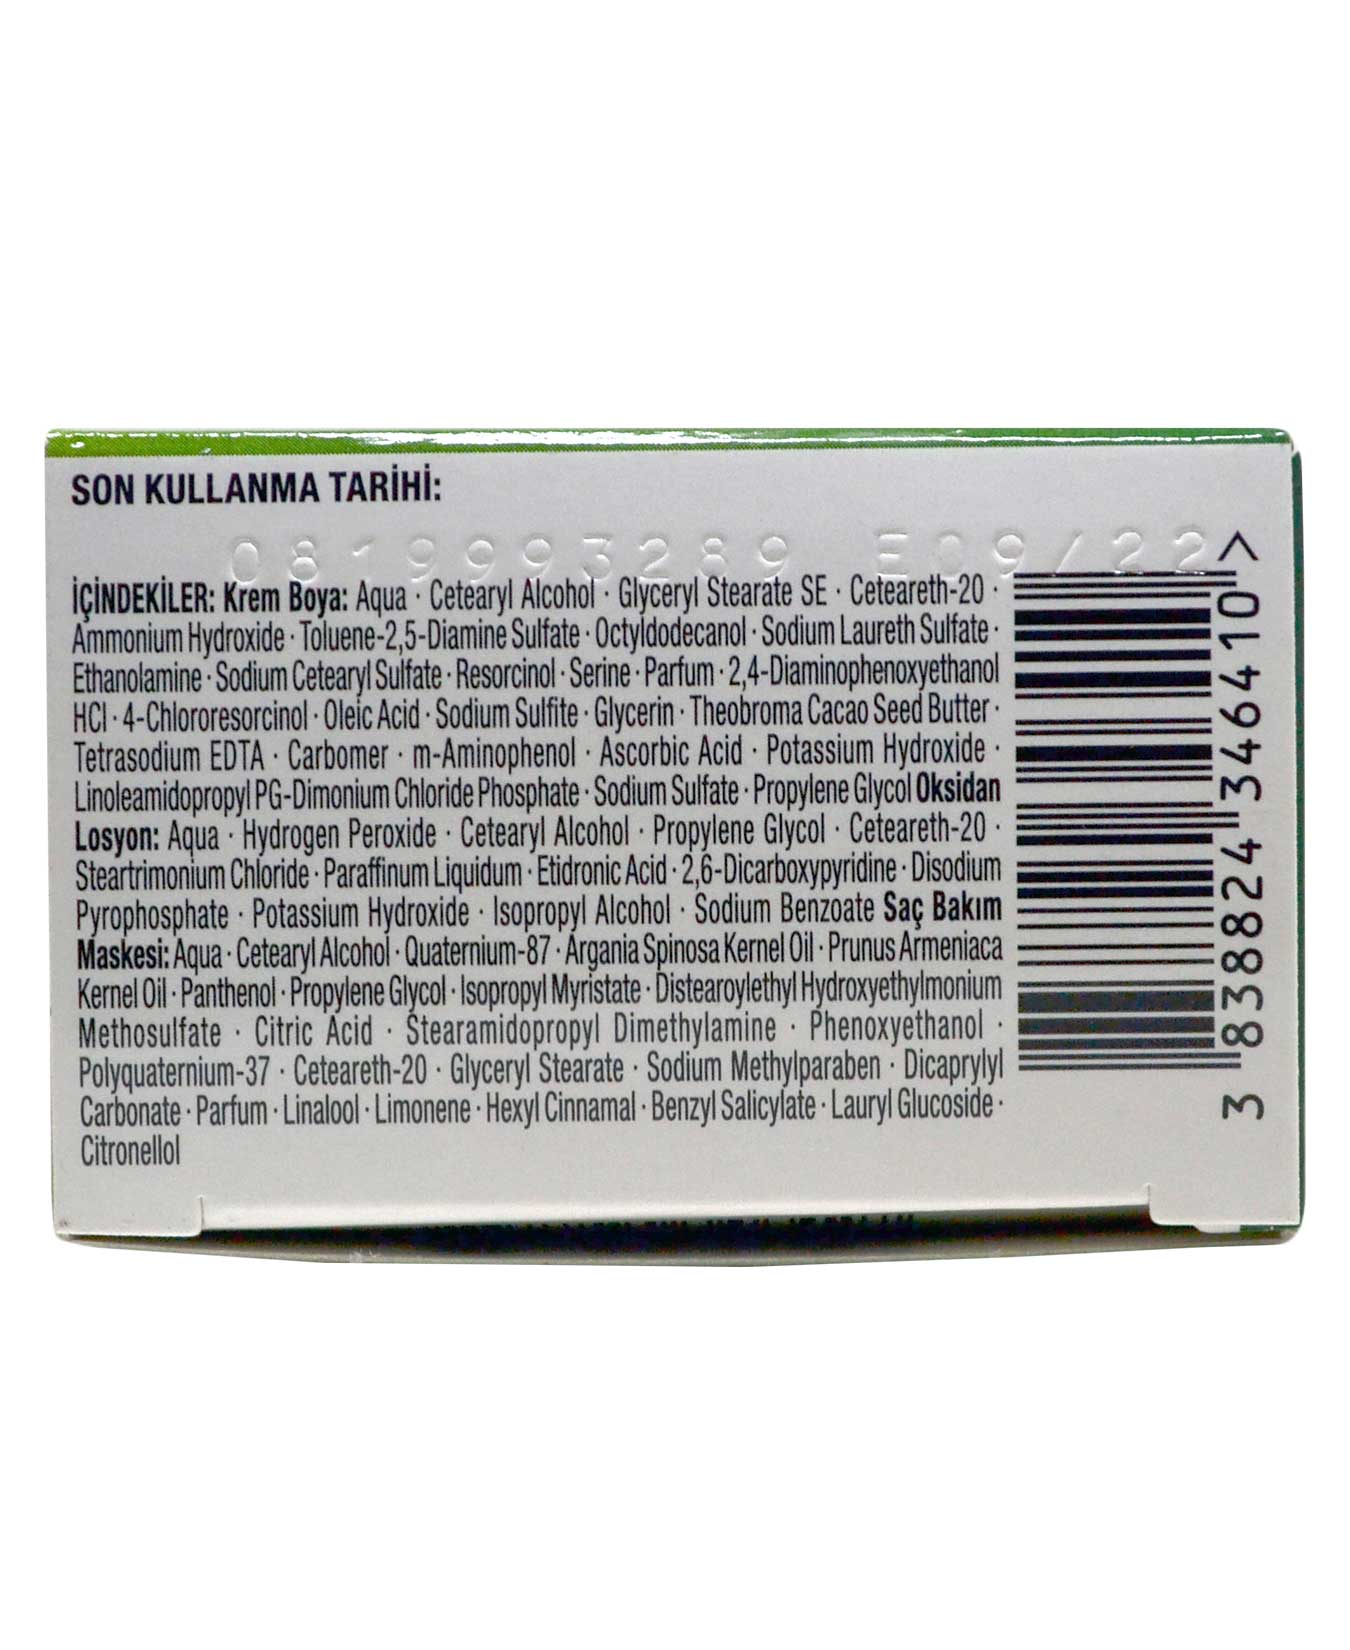 SON KULLANMA TARİHİ:
0819993289 E09/22
İÇİNDEKİLER: Krem Boya: Aqua · Cetearyl Alcohol · Glyceryl Stearate SE · Ceteareth-20 ·
Ammonium Hydroxide · Toluene-2,5-Diamine Sulfate · Octyldodecanol · Sodium Laureth Sulfate ·
Ethanolamine · Sodium Cetearyl Sulfate · Resorcinol · Serine · Parfum · 2,4-Diaminophenoxyethanol
HCl · 4-Chlororesorcinol · Oleic Acid · Sodium Sulfite · Glycerin · Theobroma Cacao Seed Butter ·
Tetrasodium EDTA · Carbomer · m-Aminophenol · Ascorbic Acid · Potassium Hydroxide ·
Linoleamidopropyl PG-Dimonium Chloride Phosphate · Sodium Sulfate · Propylene Glycol Oksidan
Losyon: Aqua · Hydrogen Peroxide · Cetearyl Alcohol · Propylene Glycol · Ceteareth-20 ·
Steartrimonium Chloride · Paraffinum Liquidum · Etidronic Acid · 2,6-Dicarboxypyridine · Disodium
Pyrophosphate · Potassium Hydroxide · Isopropyl Alcohol · Sodium Benzoate Saç Bakım
Maskesi: Aqua · Cetearyl Alcohol · Quaternium-87 · Argania Spinosa Kernel Oil · Prunus Armeniaca
Kernel Oil · Panthenol · Propylene Glycol · Isopropyl Myristate · Distearoylethyl Hydroxyethylmonium
Methosulfate · Citric Acid · Stearamidopropyl Dimethylamine · Phenoxyethanol ·
Polyquaternium-37 · Ceteareth-20 · Glyceryl Stearate · Sodium Methylparaben · Dicaprylyl
Carbonate · Parfum · Linalool · Limonene · Hexyl Cinnamal · Benzyl Salicylate · Lauryl Glucoside ·
Citronellol
3 838824 346410 >